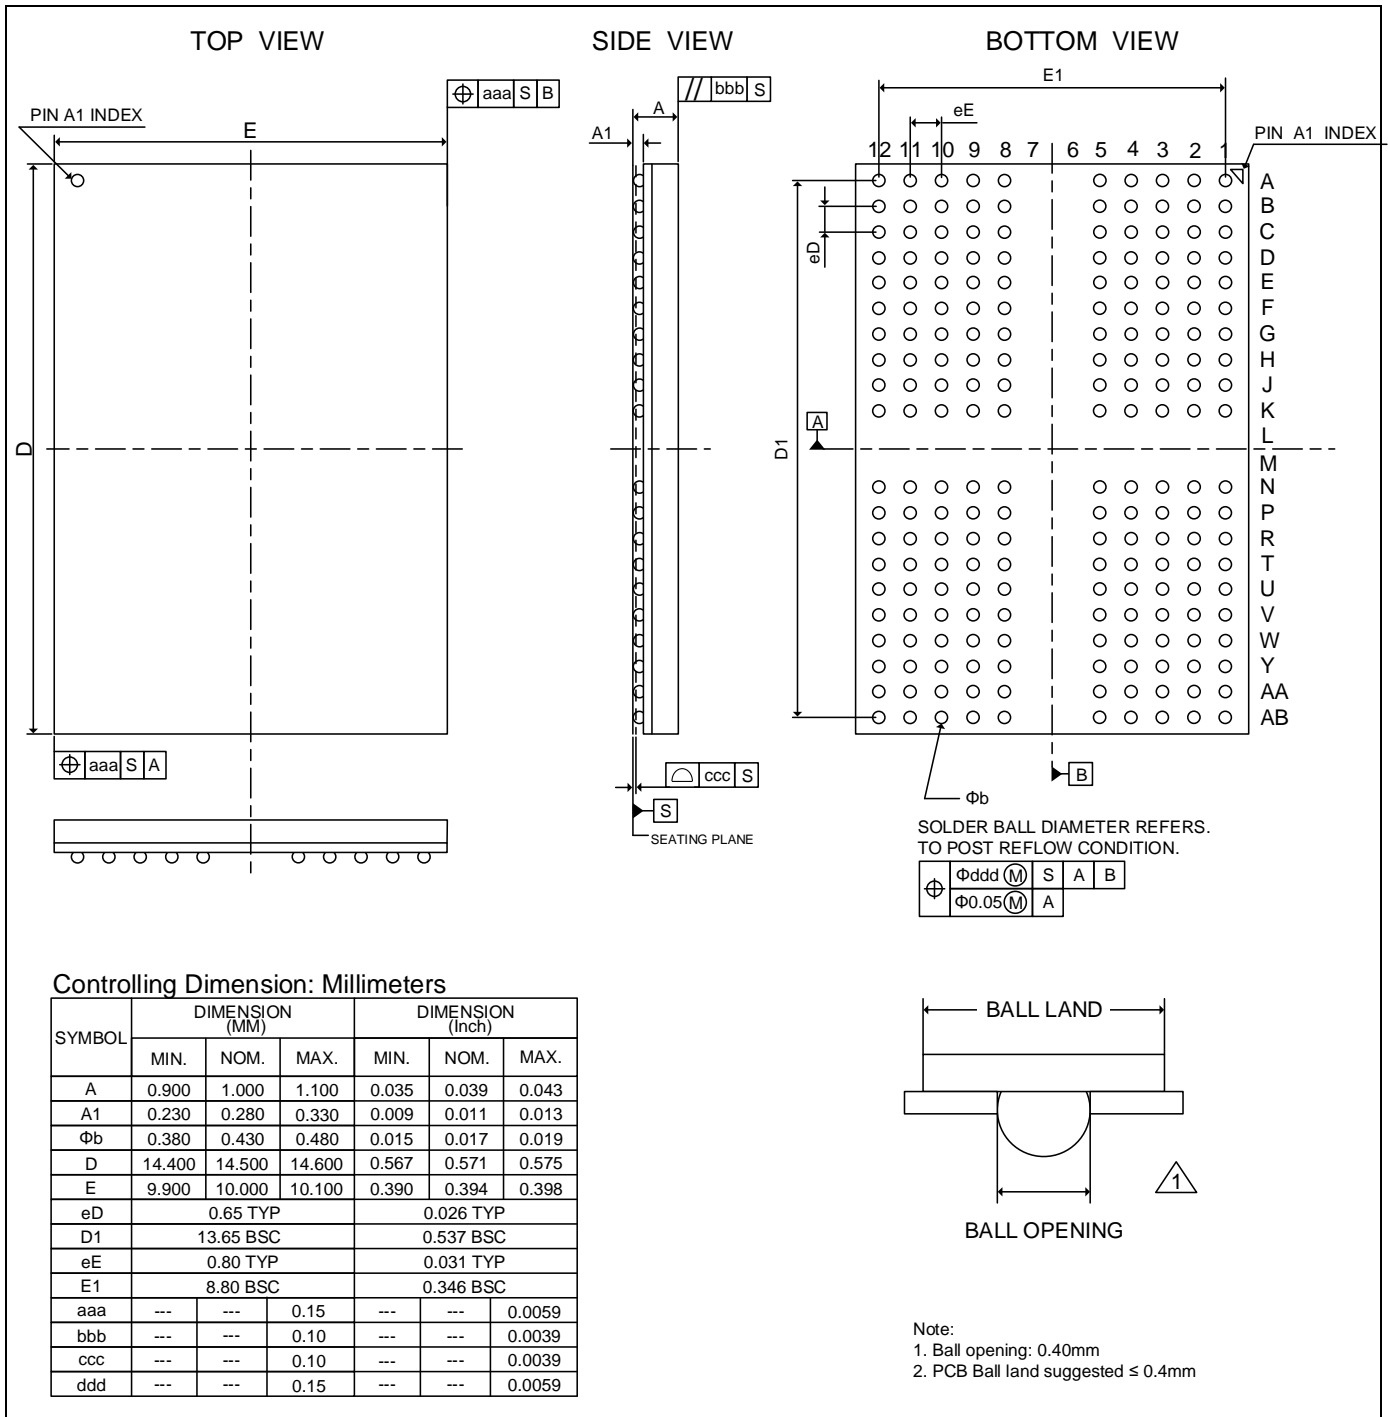 TOP VIEW
SIDE VIEW
BOTTOM VIEW
aaa S B
PIN A1 INDEX
E
D
aaa S A
// bbb S
A
A1
ccc S
S
SEATING PLANE
E1
eE
PIN A1 INDEX
12 11 10 9 8 7 6 5 4 3 2 1
A
B
C
D
E
F
G
H
J
K
L
M
N
P
R
T
U
V
W
Y
AA
AB
eD
D1
A
B
Φb
SOLDER BALL DIAMETER REFERS.
TO POST REFLOW CONDITION.
Φddd Ⓜ S A B
Φ0.05 Ⓜ A
Controlling Dimension: Millimeters
SYMBOL DIMENSION (MM) DIMENSION (Inch)
MIN. NOM. MAX. MIN. NOM. MAX.
A 0.900 1.000 1.100 0.035 0.039 0.043
A1 0.230 0.280 0.330 0.009 0.011 0.013
Φb 0.380 0.430 0.480 0.015 0.017 0.019
D 14.400 14.500 14.600 0.567 0.571 0.575
E 9.900 10.000 10.100 0.390 0.394 0.398
eD 0.65 TYP 0.026 TYP
D1 13.65 BSC 0.537 BSC
eE 0.80 TYP 0.031 TYP
E1 8.80 BSC 0.346 BSC
aaa --- --- 0.15 --- --- 0.0059
bbb --- --- 0.10 --- --- 0.0039
ccc --- --- 0.10 --- --- 0.0039
ddd --- --- 0.15 --- --- 0.0059
BALL LAND
1
BALL OPENING
Note:
1. Ball opening: 0.40mm
2. PCB Ball land suggested ≤ 0.4mm